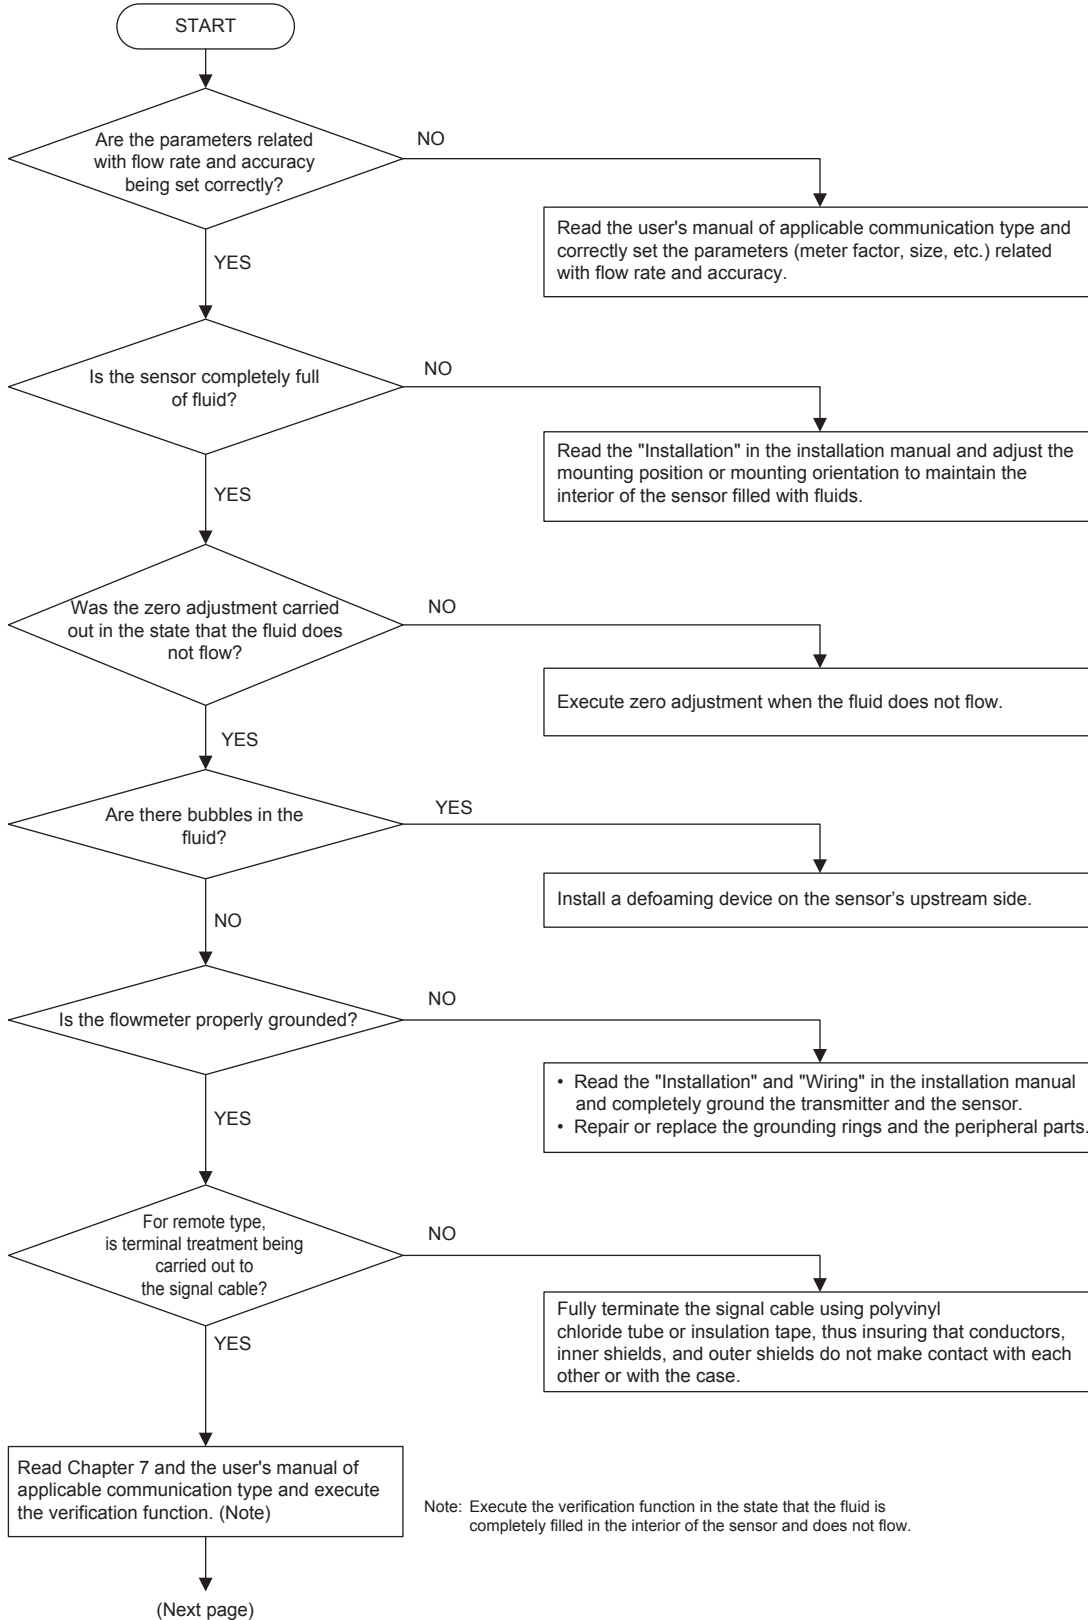 START
Are the parameters related
with flow rate and accuracy
being set correctly?
NO
Read the user's manual of applicable communication type and
correctly set the parameters (meter factor, size, etc.) related
with flow rate and accuracy.
YES
Is the sensor completely full
of fluid?
NO
Read the "Installation" in the installation manual and adjust the
mounting position or mounting orientation to maintain the
interior of the sensor filled with fluids.
YES
Was the zero adjustment carried
out in the state that the fluid does
not flow?
NO
Execute zero adjustment when the fluid does not flow.
YES
Are there bubbles in the
fluid?
YES
Install a defoaming device on the sensor’s upstream side.
NO
Is the flowmeter properly grounded?
NO
• Read the "Installation" and "Wiring" in the installation manual
and completely ground the transmitter and the sensor.
• Repair or replace the grounding rings and the peripheral parts.
YES
For remote type,
is terminal treatment being
carried out to
the signal cable?
NO
Fully terminate the signal cable using polyvinyl
chloride tube or insulation tape, thus insuring that conductors,
inner shields, and outer shields do not make contact with each
other or with the case.
YES
Read Chapter 7 and the user's manual of
applicable communication type and execute
the verification function. (Note)
Note: Execute the verification function in the state that the fluid is
completely filled in the interior of the sensor and does not flow.
(Next page)